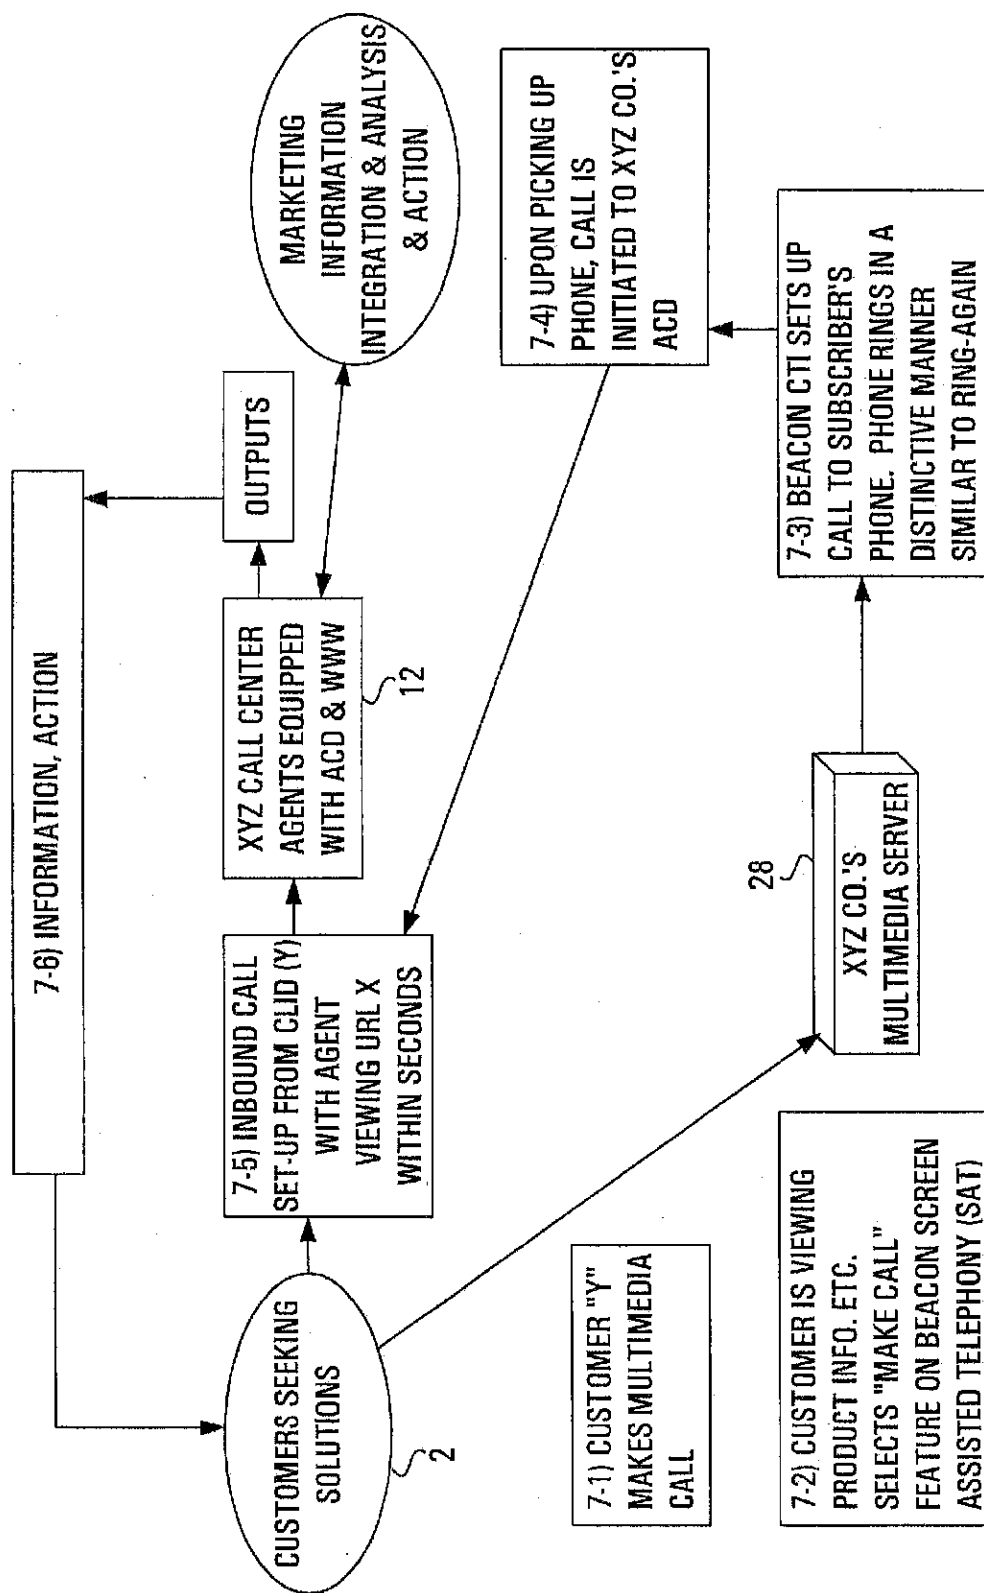 7-6) INFORMATION, ACTION
CUSTOMERS SEEKING
SOLUTIONS
2
7-5) INBOUND CALL
SET-UP FROM CLID (Y)
WITH AGENT
VIEWING URL X
WITHIN SECONDS
XYZ CALL CENTER
AGENTS EQUIPPED
WITH ACD & WWW
12
OUTPUTS
MARKETING
INFORMATION
INTEGRATION & ANALYSIS
& ACTION
7-1) CUSTOMER "Y"
MAKES MULTIMEDIA
CALL
7-4) UPON PICKING UP
PHONE, CALL IS
INITIATED TO XYZ CO.'S
ACD
7-2) CUSTOMER IS VIEWING
PRODUCT INFO. ETC.
SELECTS "MAKE CALL"
FEATURE ON BEACON SCREEN
ASSISTED TELEPHONY (SAT)
28
XYZ CO.'S
MULTIMEDIA SERVER
7-3) BEACON CTI SETS UP
CALL TO SUBSCRIBER'S
PHONE. PHONE RINGS IN A
DISTINCTIVE MANNER
SIMILAR TO RING-AGAIN